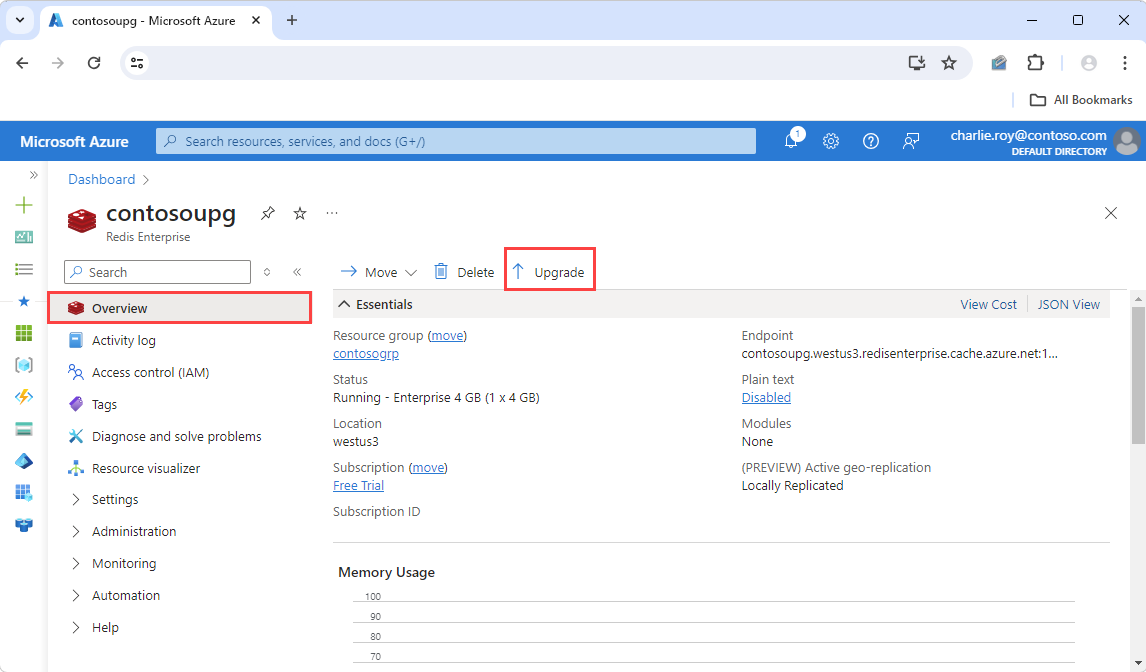 contosoupg - Microsoft Azure
All Bookmarks
Microsoft Azure
Search resources, services, and docs (G+/)
1
charlie.roy@contoso.com
DEFAULT DIRECTORY
Dashboard
contosoupg
Redis Enterprise
Search
Move
Delete
Upgrade
Overview
Activity log
Access control (IAM)
Tags
Diagnose and solve problems
Resource visualizer
Settings
Administration
Monitoring
Automation
Help
Essentials
View Cost
JSON View
Resource group (move)
contosogrp
Status
Running - Enterprise 4 GB (1 x 4 GB)
Location
westus3
Subscription (move)
Free Trial
Subscription ID
Endpoint
contosoupg.westus3.redisenterprise.cache.azure.net:1...
Plain text
Disabled
Modules
None
(PREVIEW) Active geo-replication
Locally Replicated
Memory Usage
100
90
80
70